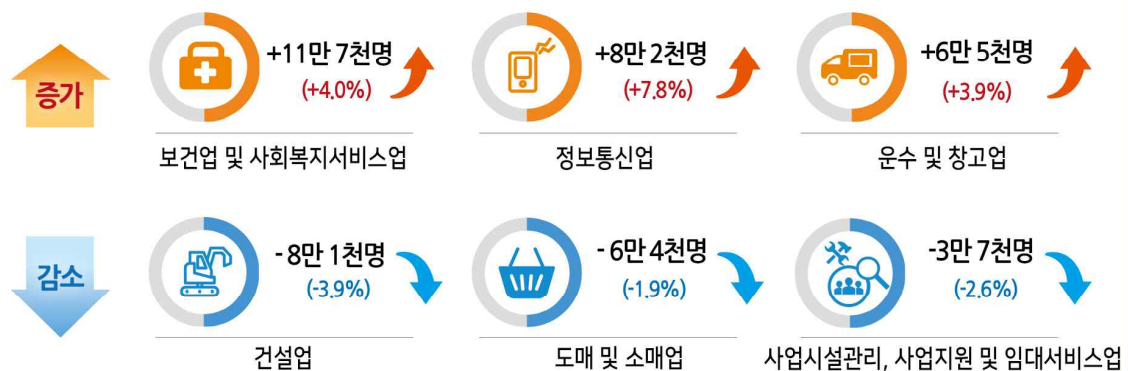 증가
+11만 7천명
(+4.0%)
보건업 및 사회복지서비스업
+8만 2천명
(+7.8%)
정보통신업
+6만 5천명
(+3.9%)
운수 및 창고업
감소
- 8만 1천명
(-3.9%)
건설업
- 6만 4천명
(-1.9%)
도매 및 소매업
-3만 7천명
(-2.6%)
사업시설관리, 사업지원 및 임대서비스업